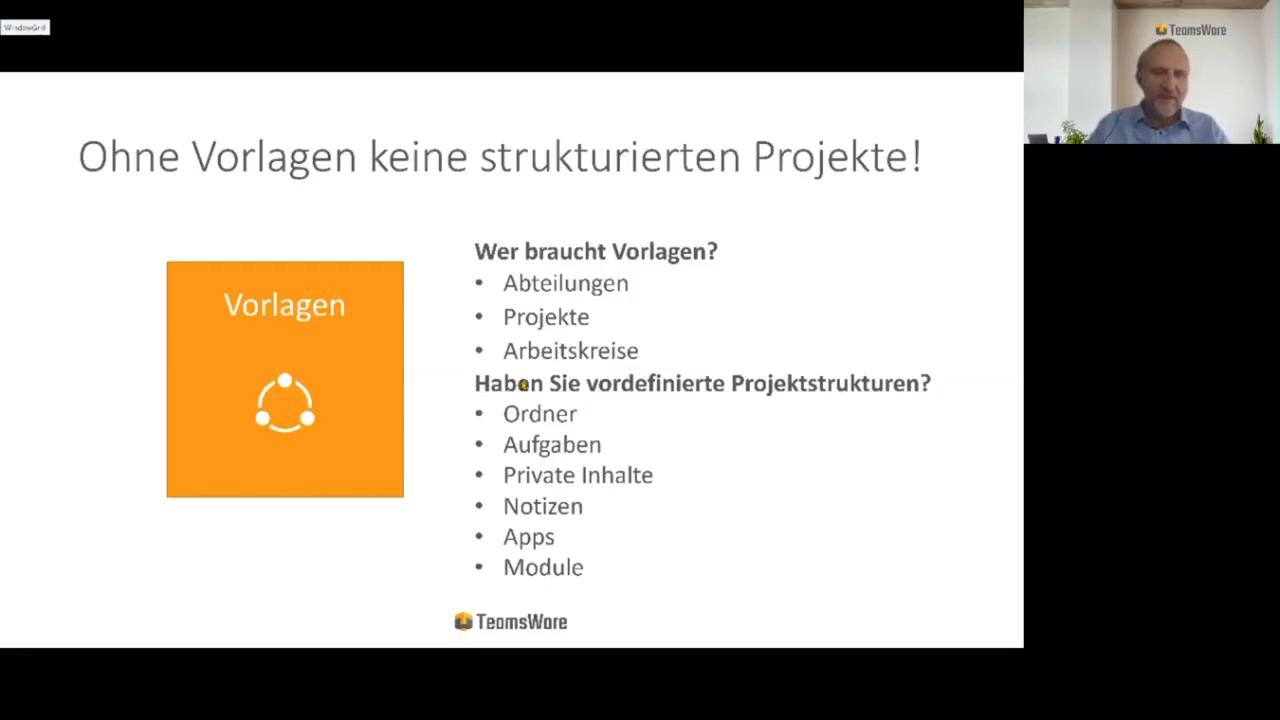 WindowGrid
TeamsWare
Ohne Vorlagen keine strukturierten Projekte!
Vorlagen
Wer braucht Vorlagen?
• Abteilungen
• Projekte
• Arbeitskreise
Haben Sie vordefinierte Projektstrukturen?
• Ordner
• Aufgaben
• Private Inhalte
• Notizen
• Apps
• Module
TeamsWare